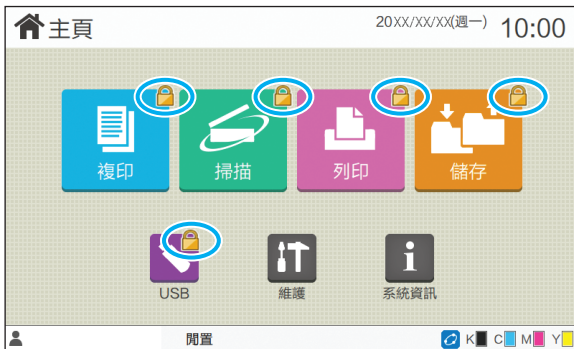 主頁
20XX/XX/XX(週一) 10:00
複印 掃描 列印 儲存
USB 維護 系統資訊
閒置 K C M Y